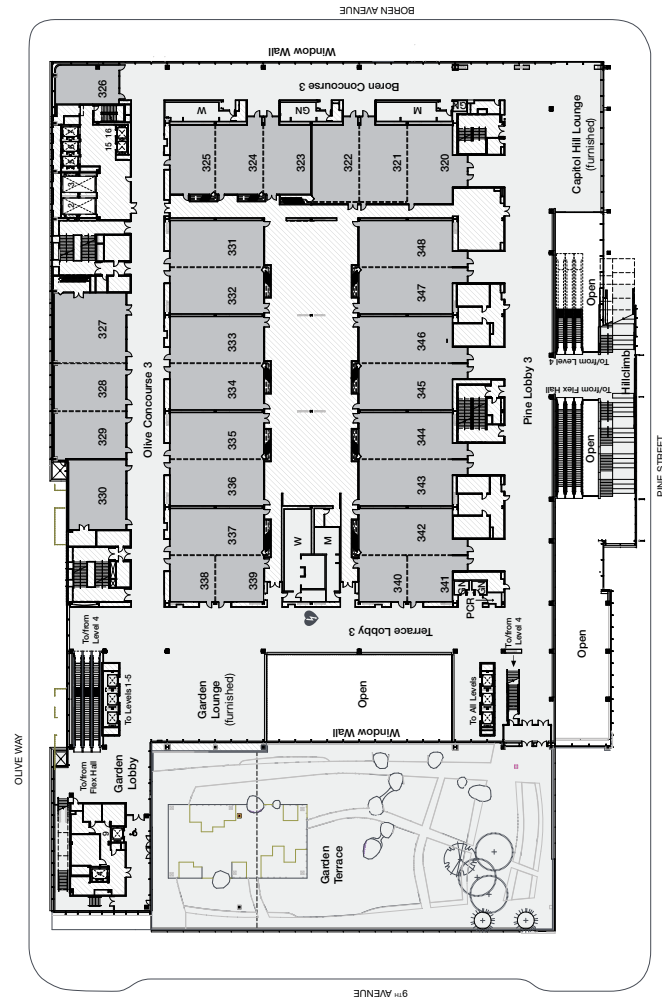 BOREN AVENUE
Window Wall
Boren Concourse 3
326
W
GN
M
GN
16
15
325
324
323
322
321
320
Capitol Hill Lounge
(furnished)
331
348
332
347
327
333
346
Open
To/from Level 4
Hillclimb
328
334
345
Olive Concourse 3
Pine Lobby 3
To/from Flex Hall
329
335
344
Open
PINE STREET
330
336
343
337
342
W
M
338
339
340
341
GN
GN
PCR
To/from
Level 4
Terrace Lobby 3
To/from
Level 4
Open
To Levels 1-5
Garden
Lounge
(furnished)
Open
To All Levels
Window Wall
OLIVE WAY
To/from
Flex Hall
Garden
Lobby
9
Garden
Terrace
9TH AVENUE